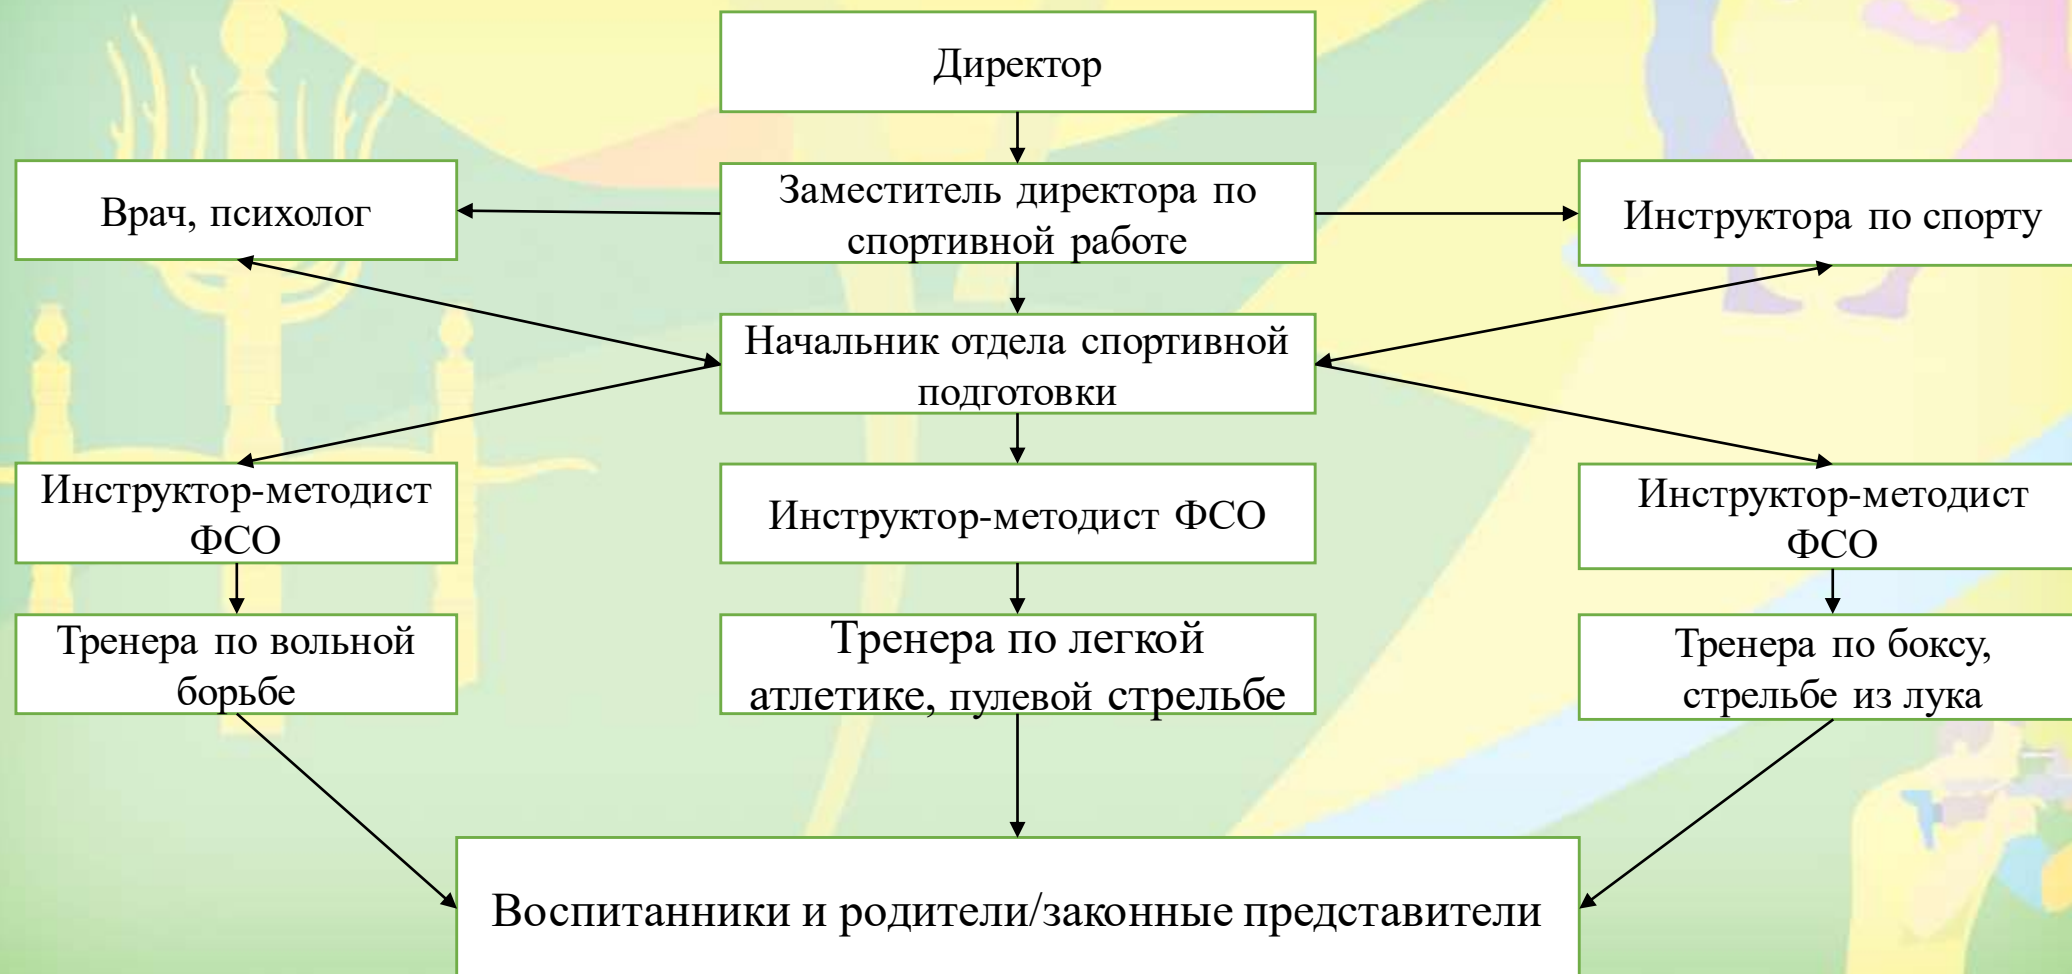 Директор
Врач, психолог
Заместитель директора по
спортивной работе
Инструктора по спорту
Начальник отдела спортивной
подготовки
Инструктор-методист
ФСО
Инструктор-методист ФСО
Инструктор-методист
ФСО
Тренера по вольной
борьбе
Тренера по легкой
атлетике, пулевой стрельбе
Тренера по боксу,
стрельбе из лука
Воспитанники и родители/законные представители